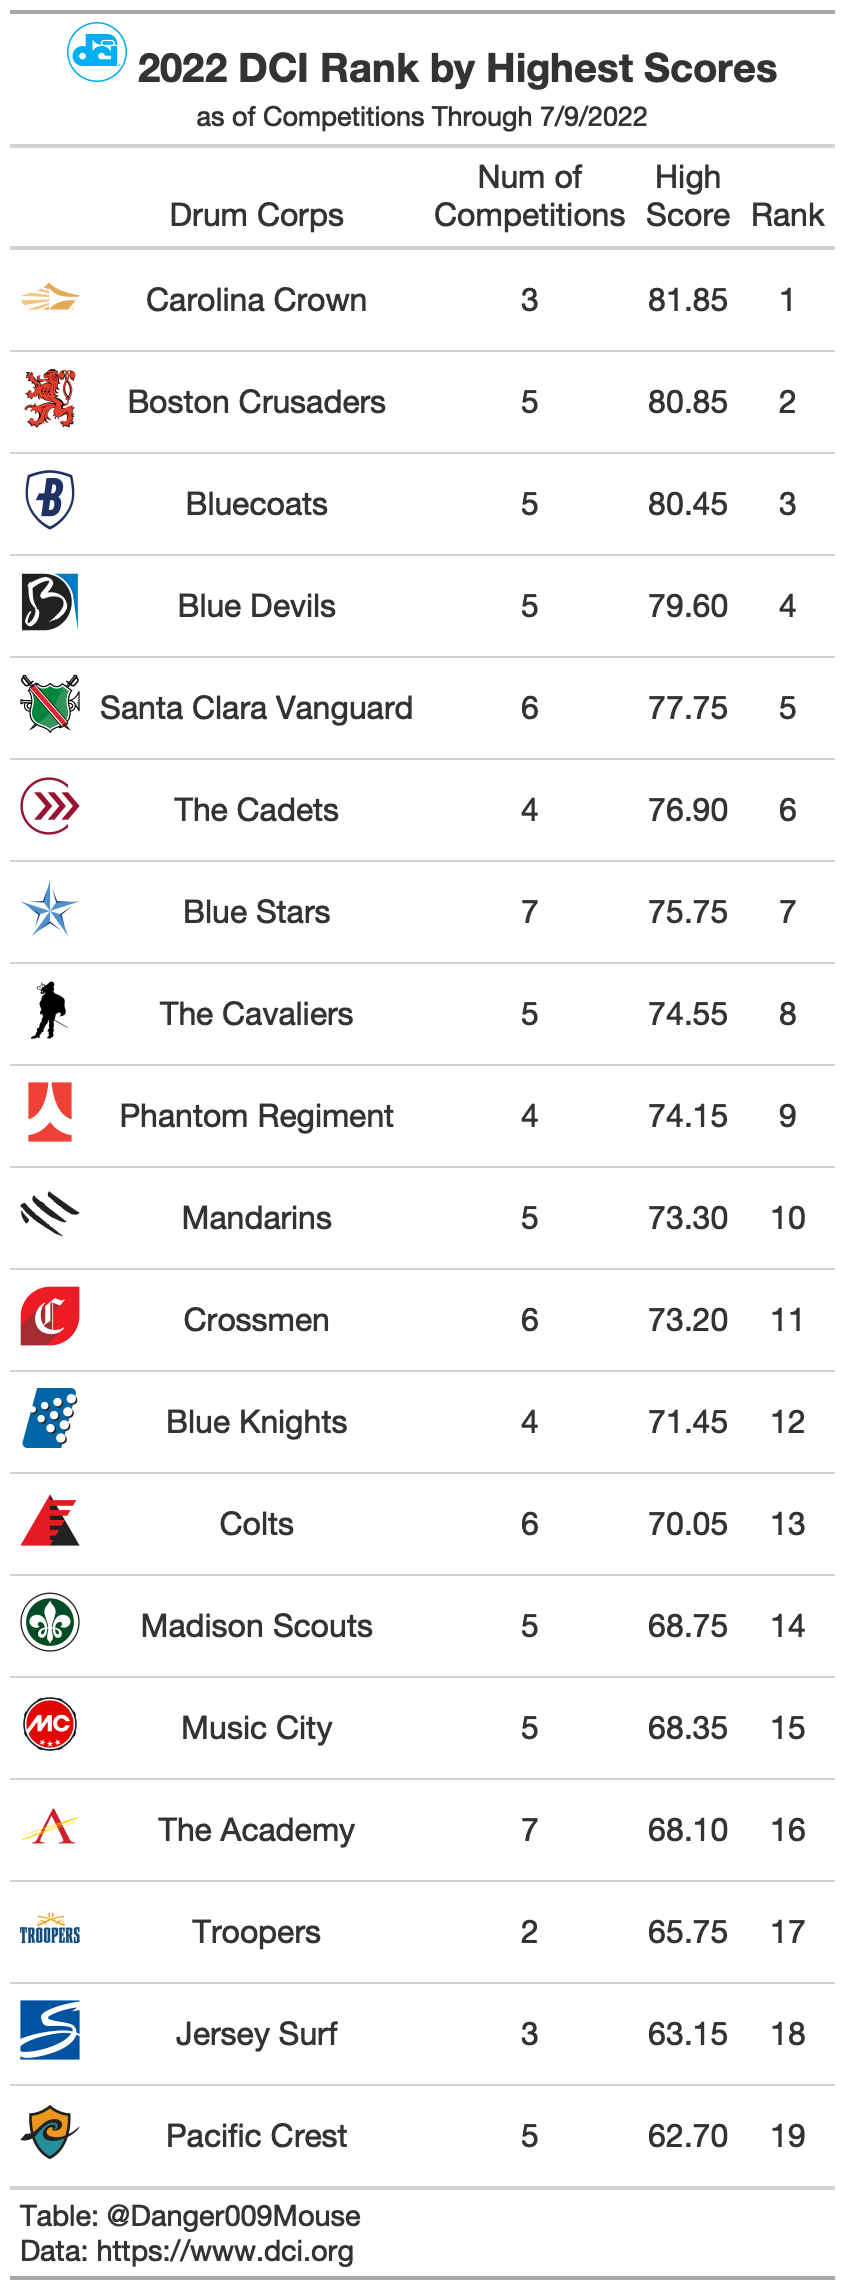 dci
2022 DCI Rank by Highest Scores
as of Competitions Through 7/9/2022
Drum Corps Num of Competitions High Score Rank
Carolina Crown 3 81.85 1
Boston Crusaders 5 80.85 2
B Bluecoats 5 80.45 3
B Blue Devils 5 79.60 4
Santa Clara Vanguard 6 77.75 5
The Cadets 4 76.90 6
Blue Stars 7 75.75 7
The Cavaliers 5 74.55 8
Phantom Regiment 4 74.15 9
Mandarins 5 73.30 10
C Crossmen 6 73.20 11
Blue Knights 4 71.45 12
Colts 6 70.05 13
Madison Scouts 5 68.75 14
MC Music City 5 68.35 15
A The Academy 7 68.10 16
TROOPERS Troopers 2 65.75 17
S Jersey Surf 3 63.15 18
Pacific Crest 5 62.70 19
Table: @Danger009Mouse
Data: https://www.dci.org